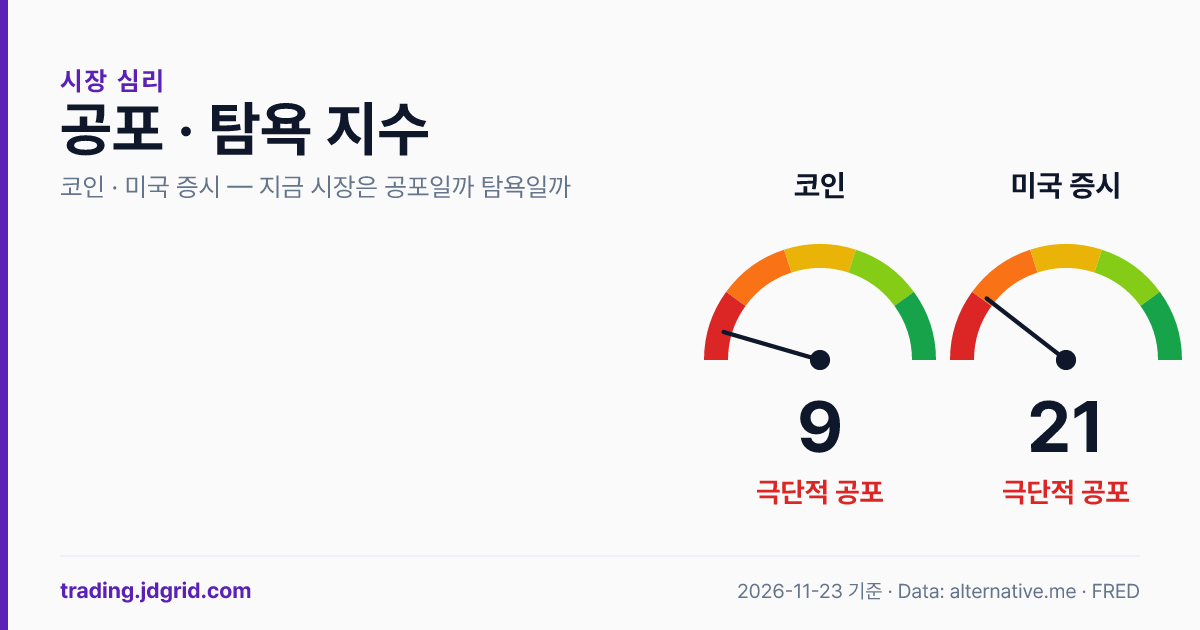 시장 심리
공포 · 탐욕 지수
코인 · 미국 증시 — 지금 시장은 공포일까 탐욕일까
코인
미국 증시
9
21
극단적 공포
극단적 공포
trading.jdgrid.com
2026-11-23 기준 · Data: alternative.me · FRED